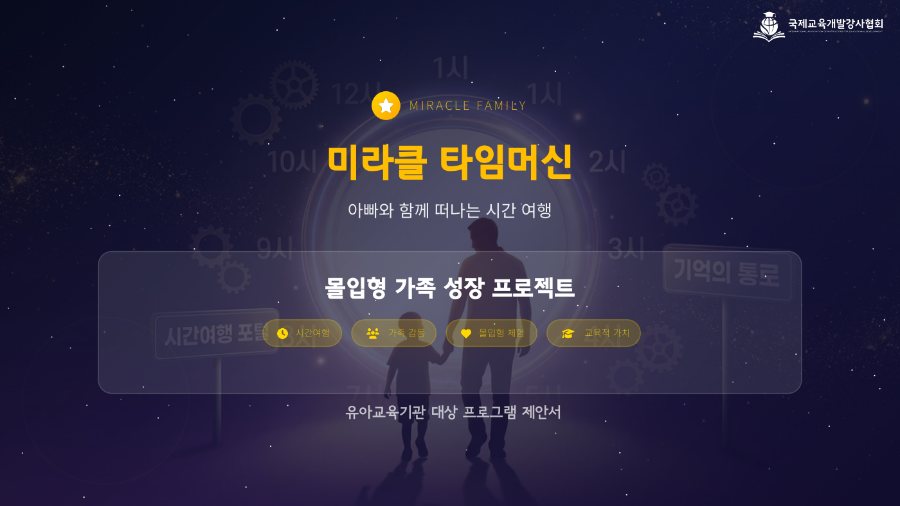 국제교육개발강사협회
1시
12시
1시
MIRACLE FAMILY
미라클 타임머신
10시
2시
아빠와 함께 떠나는 시간 여행
9시
3시
기억의 통로
몰입형 가족 성장 프로젝트
시간여행 포털
시간여행
가족 감동
몰입형 체험
교육적 가치
유아교육기관 대상 프로그램 제안서